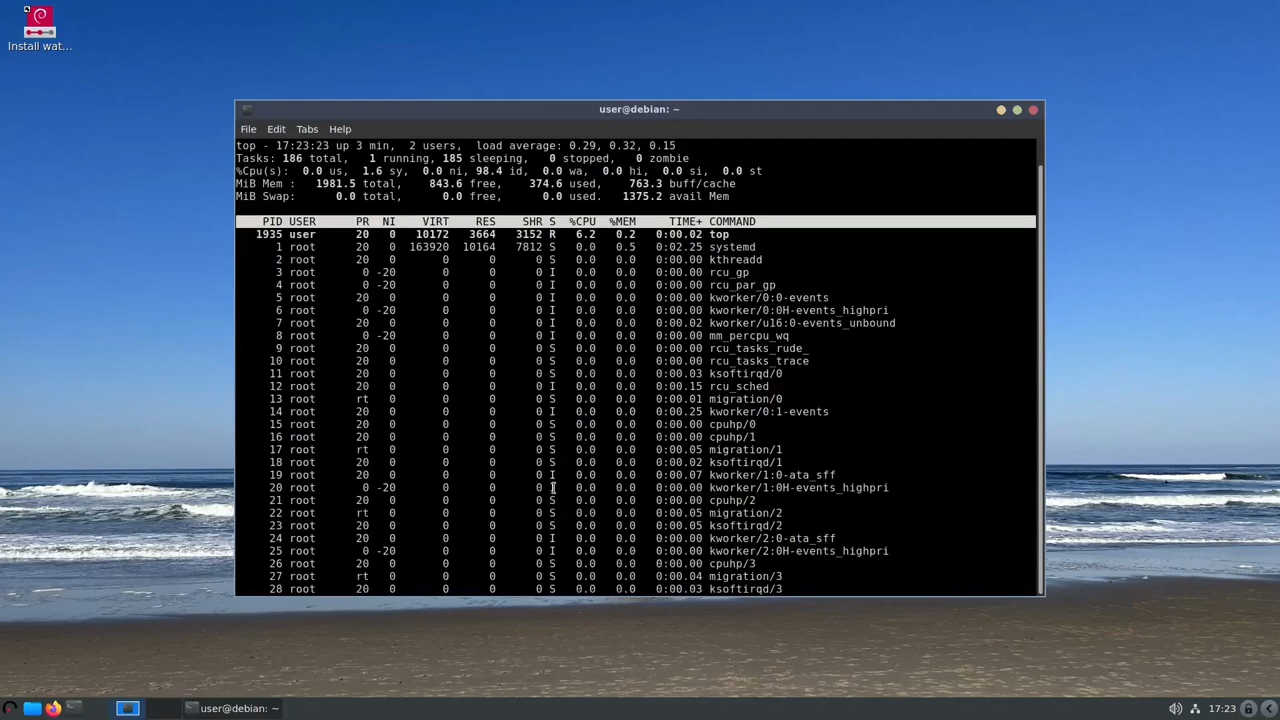 Install wat...
user@debian: ~
File Edit Tabs Help
top - 17:23:23 up 3 min,  2 users,  load average: 0.29, 0.32, 0.15
Tasks: 186 total,   1 running, 185 sleeping,   0 stopped,   0 zombie
%Cpu(s):  0.0 us,  1.6 sy,  0.0 ni, 98.4 id,  0.0 wa,  0.0 hi,  0.0 si,  0.0 st
MiB Mem :   1981.5 total,    843.6 free,    374.6 used,    763.3 buff/cache
MiB Swap:      0.0 total,      0.0 free,      0.0 used.   1375.2 avail Mem
PID USER      PR  NI    VIRT    RES    SHR S  %CPU  %MEM     TIME+ COMMAND
1935 user      20   0   10172   3664   3152 R   6.2   0.2   0:00.02 top
1 root      20   0  163920  10164   7812 S   0.0   0.5   0:02.25 systemd
2 root      20   0       0      0      0 S   0.0   0.0   0:00.00 kthreadd
3 root       0 -20       0      0      0 I   0.0   0.0   0:00.00 rcu_gp
4 root       0 -20       0      0      0 I   0.0   0.0   0:00.00 rcu_par_gp
5 root      20   0       0      0      0 I   0.0   0.0   0:00.00 kworker/0:0-events
6 root       0 -20       0      0      0 I   0.0   0.0   0:00.00 kworker/0:0H-events_highpri
7 root      20   0       0      0      0 I   0.0   0.0   0:00.02 kworker/u16:0-events_unbound
8 root       0 -20       0      0      0 I   0.0   0.0   0:00.00 mm_percpu_wq
9 root      20   0       0      0      0 S   0.0   0.0   0:00.00 rcu_tasks_rude_
10 root      20   0       0      0      0 S   0.0   0.0   0:00.00 rcu_tasks_trace
11 root      20   0       0      0      0 S   0.0   0.0   0:00.03 ksoftirqd/0
12 root      20   0       0      0      0 I   0.0   0.0   0:00.15 rcu_sched
13 root      rt   0       0      0      0 S   0.0   0.0   0:00.01 migration/0
14 root      20   0       0      0      0 I   0.0   0.0   0:00.25 kworker/0:1-events
15 root      20   0       0      0      0 S   0.0   0.0   0:00.00 cpuhp/0
16 root      20   0       0      0      0 S   0.0   0.0   0:00.00 cpuhp/1
17 root      rt   0       0      0      0 S   0.0   0.0   0:00.05 migration/1
18 root      20   0       0      0      0 S   0.0   0.0   0:00.02 ksoftirqd/1
19 root      20   0       0      0      0 I   0.0   0.0   0:00.07 kworker/1:0-ata_sff
20 root       0 -20       0      0      0 I   0.0   0.0   0:00.00 kworker/1:0H-events_highpri
21 root      20   0       0      0      0 S   0.0   0.0   0:00.00 cpuhp/2
22 root      rt   0       0      0      0 S   0.0   0.0   0:00.05 migration/2
23 root      20   0       0      0      0 S   0.0   0.0   0:00.05 ksoftirqd/2
24 root      20   0       0      0      0 I   0.0   0.0   0:00.00 kworker/2:0-ata_sff
25 root       0 -20       0      0      0 I   0.0   0.0   0:00.00 kworker/2:0H-events_highpri
26 root      20   0       0      0      0 S   0.0   0.0   0:00.00 cpuhp/3
27 root      rt   0       0      0      0 S   0.0   0.0   0:00.04 migration/3
28 root      20   0       0      0      0 S   0.0   0.0   0:00.03 ksoftirqd/3
user@debian: ~
17:23